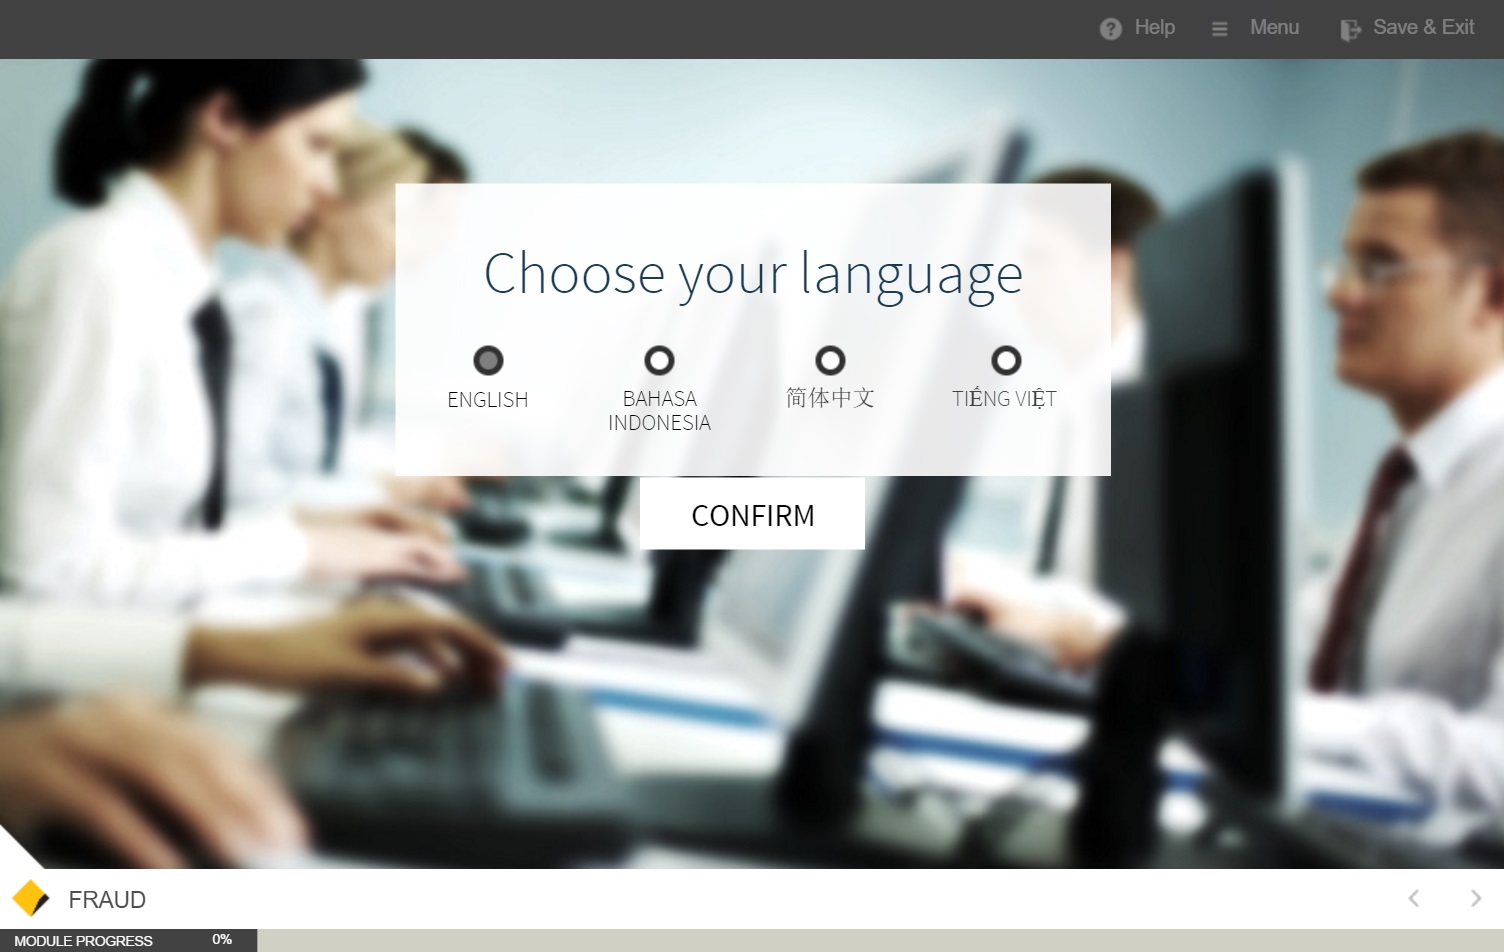 Help
Menu
Save & Exit
Choose your language
ENGLISH
BAHASA
INDONESIA
简体中文
TIẾNG VIỆT
CONFIRM
FRAUD
MODULE PROGRESS 0%